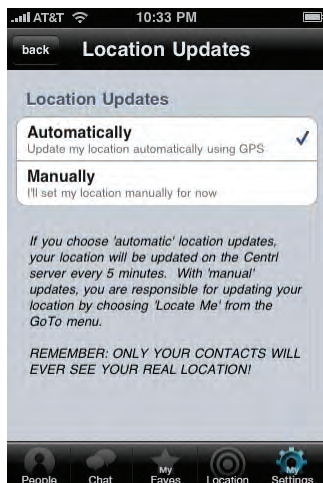 AT&T 10:33 PM
back Location Updates
Location Updates
Automatically
Update my location automatically using GPS
Manually
I'll set my location manually for now
If you choose 'automatic' location updates,
your location will be updated on the Centrl
server every 5 minutes. With 'manual'
updates, you are responsible for updating your
location by choosing 'Locate Me' from the
GoTo menu.
REMEMBER: ONLY YOUR CONTACTS WILL
EVER SEE YOUR REAL LOCATION!
My My
People Chat Faves Location Settings